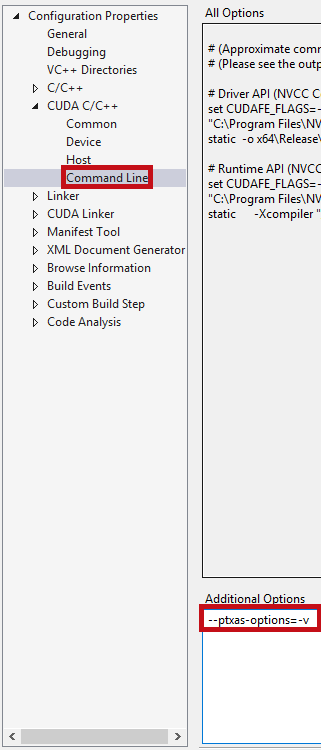 Configuration Properties
General
Debugging
VC++ Directories
C/C++
CUDA C/C++
Common
Device
Host
Command Line
Linker
CUDA Linker
Manifest Tool
XML Document Generator
Browse Information
Build Events
Custom Build Step
Code Analysis
All Options
# (Approximate comm
# (Please see the outp
# Driver API (NVCC Co
set CUDAFE_FLAGS=-
"C:\Program Files\NV
static -o x64\Release\
# Runtime API (NVCC
set CUDAFE_FLAGS=-
"C:\Program Files\NV
static -Xcompiler "
Additional Options
--ptxas-options=-v